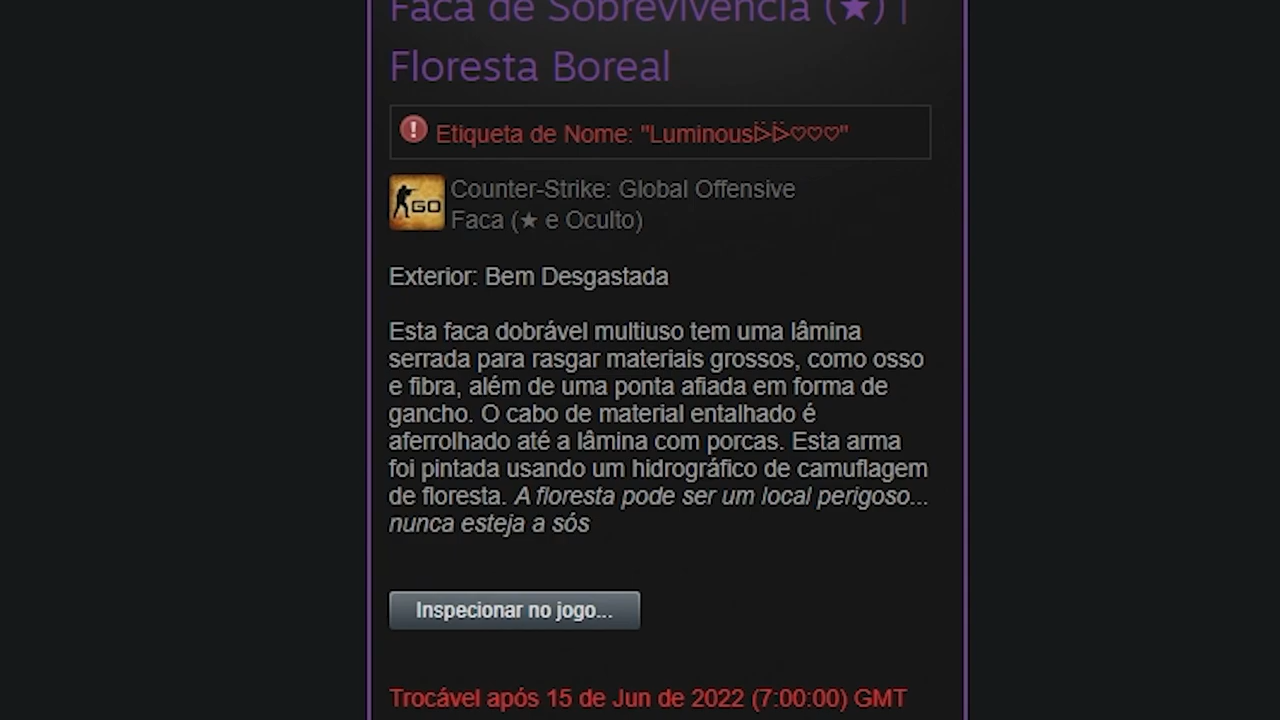 Faca de Sobrevivência (★) |
Floresta Boreal
Etiqueta de Nome: "Luminousᐅ̈ᐅ̈♡♡♡"
GO
Counter-Strike: Global Offensive
Faca (★ e Oculto)
Exterior: Bem Desgastada
Esta faca dobrável multiuso tem uma lâmina
serrada para rasgar materiais grossos, como osso
e fibra, além de uma ponta afiada em forma de
gancho. O cabo de material entalhado é
aferrolhado até a lâmina com porcas. Esta arma
foi pintada usando um hidrográfico de camuflagem
de floresta. A floresta pode ser um local perigoso...
nunca esteja a sós
Inspecionar no jogo...
Trocável após 15 de Jun de 2022 (7:00:00) GMT